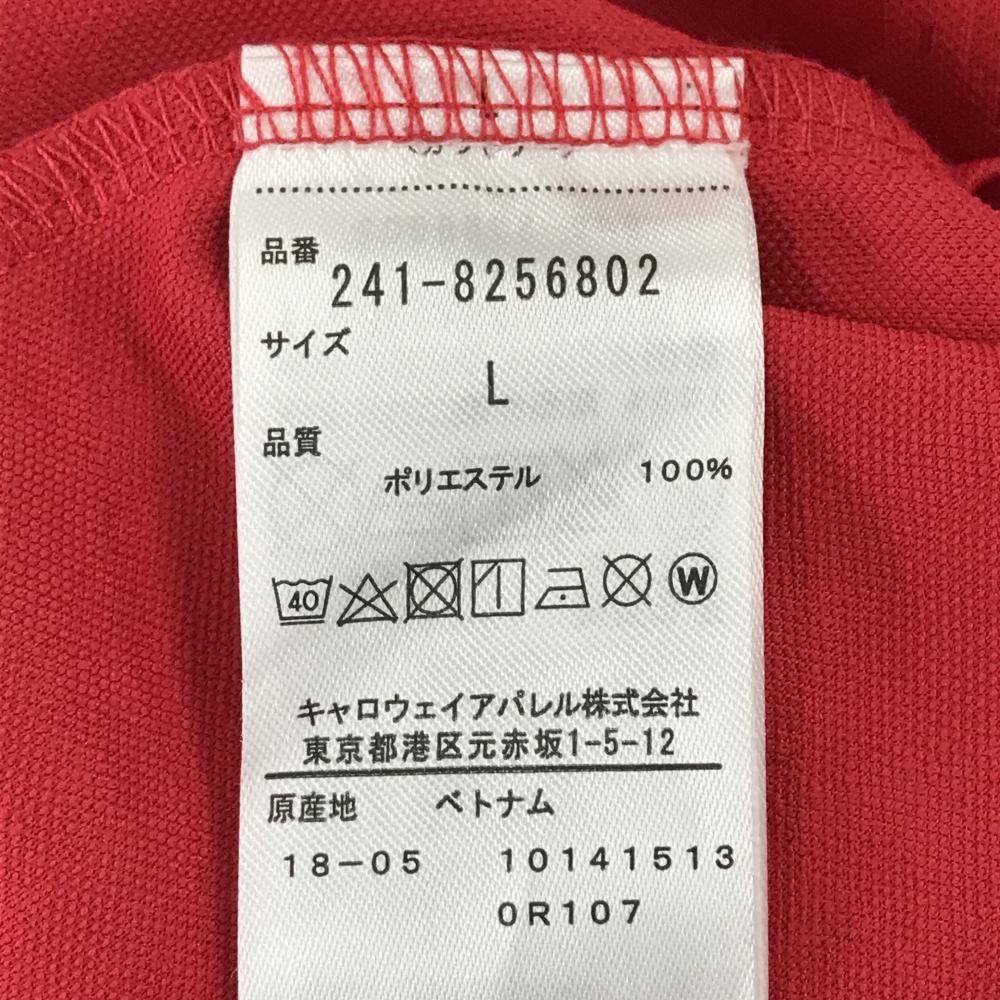 品番
241-8256802
サイズ
L
品質
ポリエステル 100%
40 W
キャロウェイアパレル株式会社
東京都港区元赤坂1-5-12
原産地 ベトナム
18-05 10141513
0R107